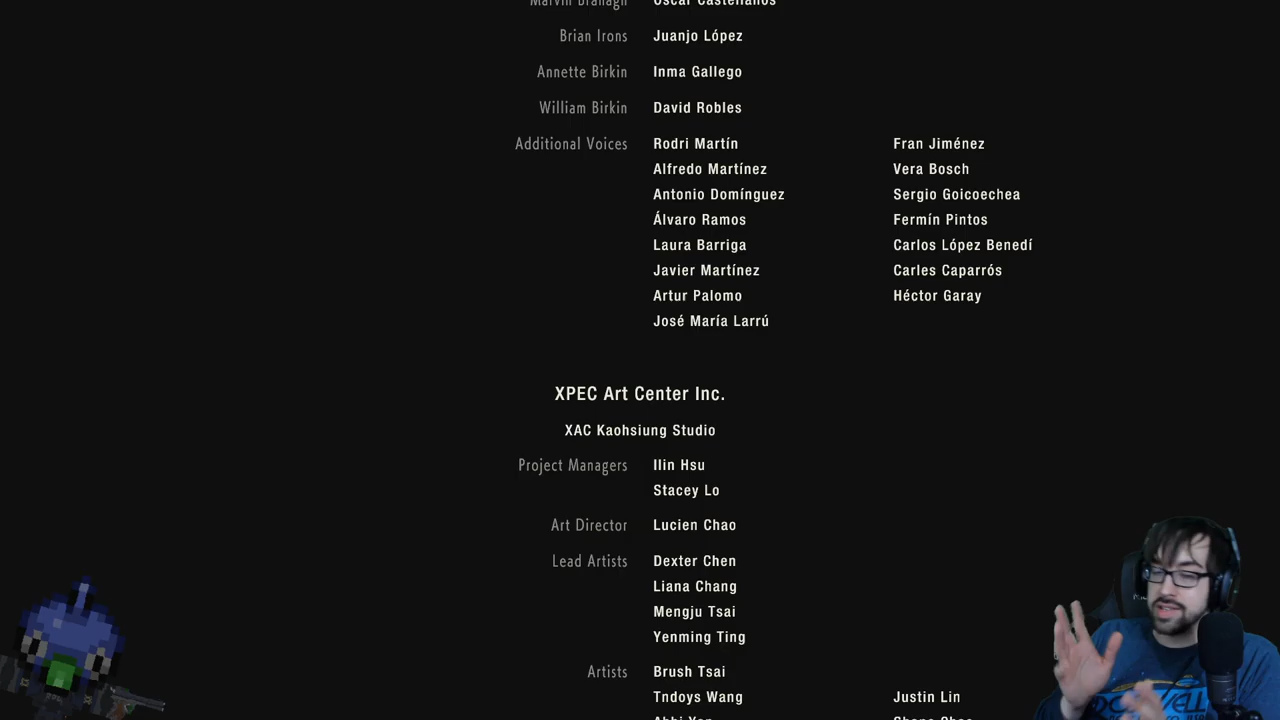 Marvin Branagh Óscar Castellanos
Brian Irons Juanjo López
Annette Birkin Inma Gallego
William Birkin David Robles
Additional Voices Rodri Martín Fran Jiménez
Alfredo Martínez Vera Bosch
Antonio Domínguez Sergio Goicoechea
Álvaro Ramos Fermín Pintos
Laura Barriga Carlos López Benedí
Javier Martínez Carles Caparrós
Artur Palomo Héctor Garay
José María Larrú
XPEC Art Center Inc.
XAC Kaohsiung Studio
Project Managers Ilin Hsu
Stacey Lo
Art Director Lucien Chao
Lead Artists Dexter Chen
Liana Chang
Mengju Tsai
Yenming Ting
Artists Brush Tsai
Tndoys Wang Justin Lin